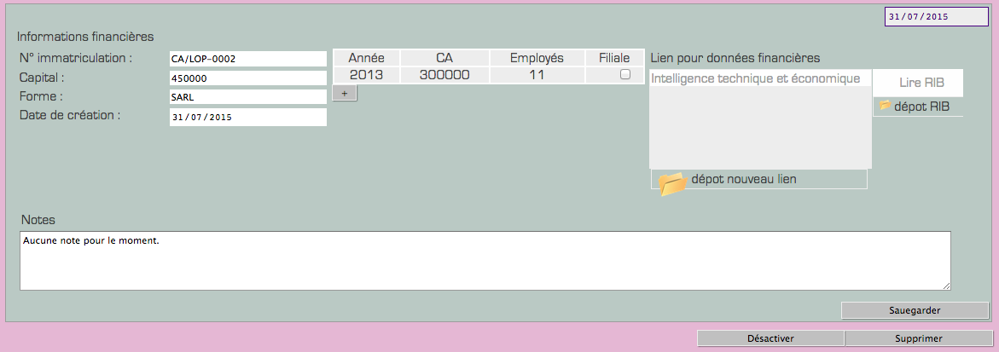 31/07/2015
Informations financières
N° immatriculation : CA/LOP-0002
Capital : 450000
Forme : SARL
Date de création : 31/07/2015
Année CA Employés Filiale
2013 300000 11
+
Lien pour données financières
Intelligence technique et économique
Lire RIB
dépot RIB
dépot nouveau lien
Notes
Aucune note pour le moment.
Sauegarder
Désactiver Supprimer